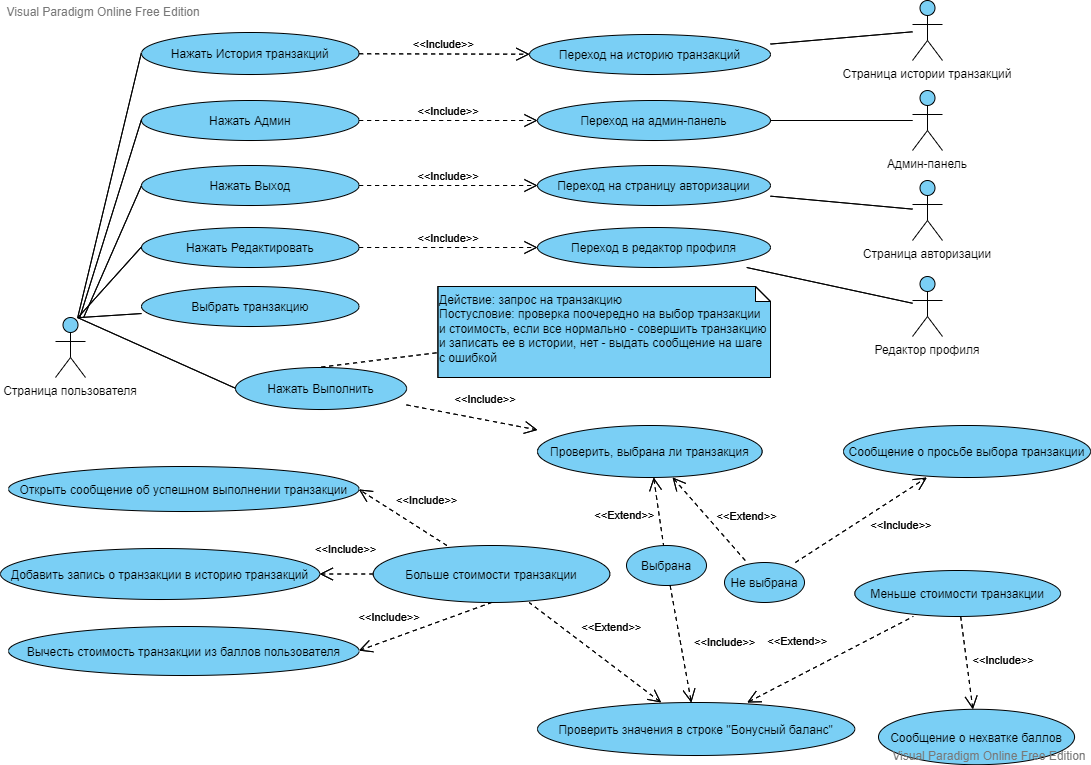 Visual Paradigm Online Free Edition
Нажать История транзакций
<<Include>>
Переход на историю транзакций
Страница истории транзакций
Нажать Админ
<<Include>>
Переход на админ-панель
Админ-панель
Нажать Выход
<<Include>>
Переход на страницу авторизации
Страница авторизации
Нажать Редактировать
<<Include>>
Переход в редактор профиля
Редактор профиля
Выбрать транзакцию
Действие: запрос на транзакцию
Постусловие: проверка поочередно на выбор транзакции
и стоимость, если все нормально - совершить транзакцию
и записать ее в истории, нет - выдать сообщение на шаге
с ошибкой
Страница пользователя
Нажать Выполнить
<<Include>>
Проверить, выбрана ли транзакция
Сообщение о просьбе выбора транзакции
Открыть сообщение об успешном выполнении транзакции
<<Include>>
<<Extend>>
<<Extend>>
<<Include>>
Добавить запись о транзакции в историю транзакций
<<Include>>
Больше стоимости транзакции
Выбрана
Не выбрана
Меньше стоимости транзакции
<<Include>>
Вычесть стоимость транзакции из баллов пользователя
<<Extend>>
<<Include>>
<<Extend>>
<<Include>>
Проверить значения в строке "Бонусный баланс"
Сообщение о нехватке баллов
Visual Paradigm Online Free Edition